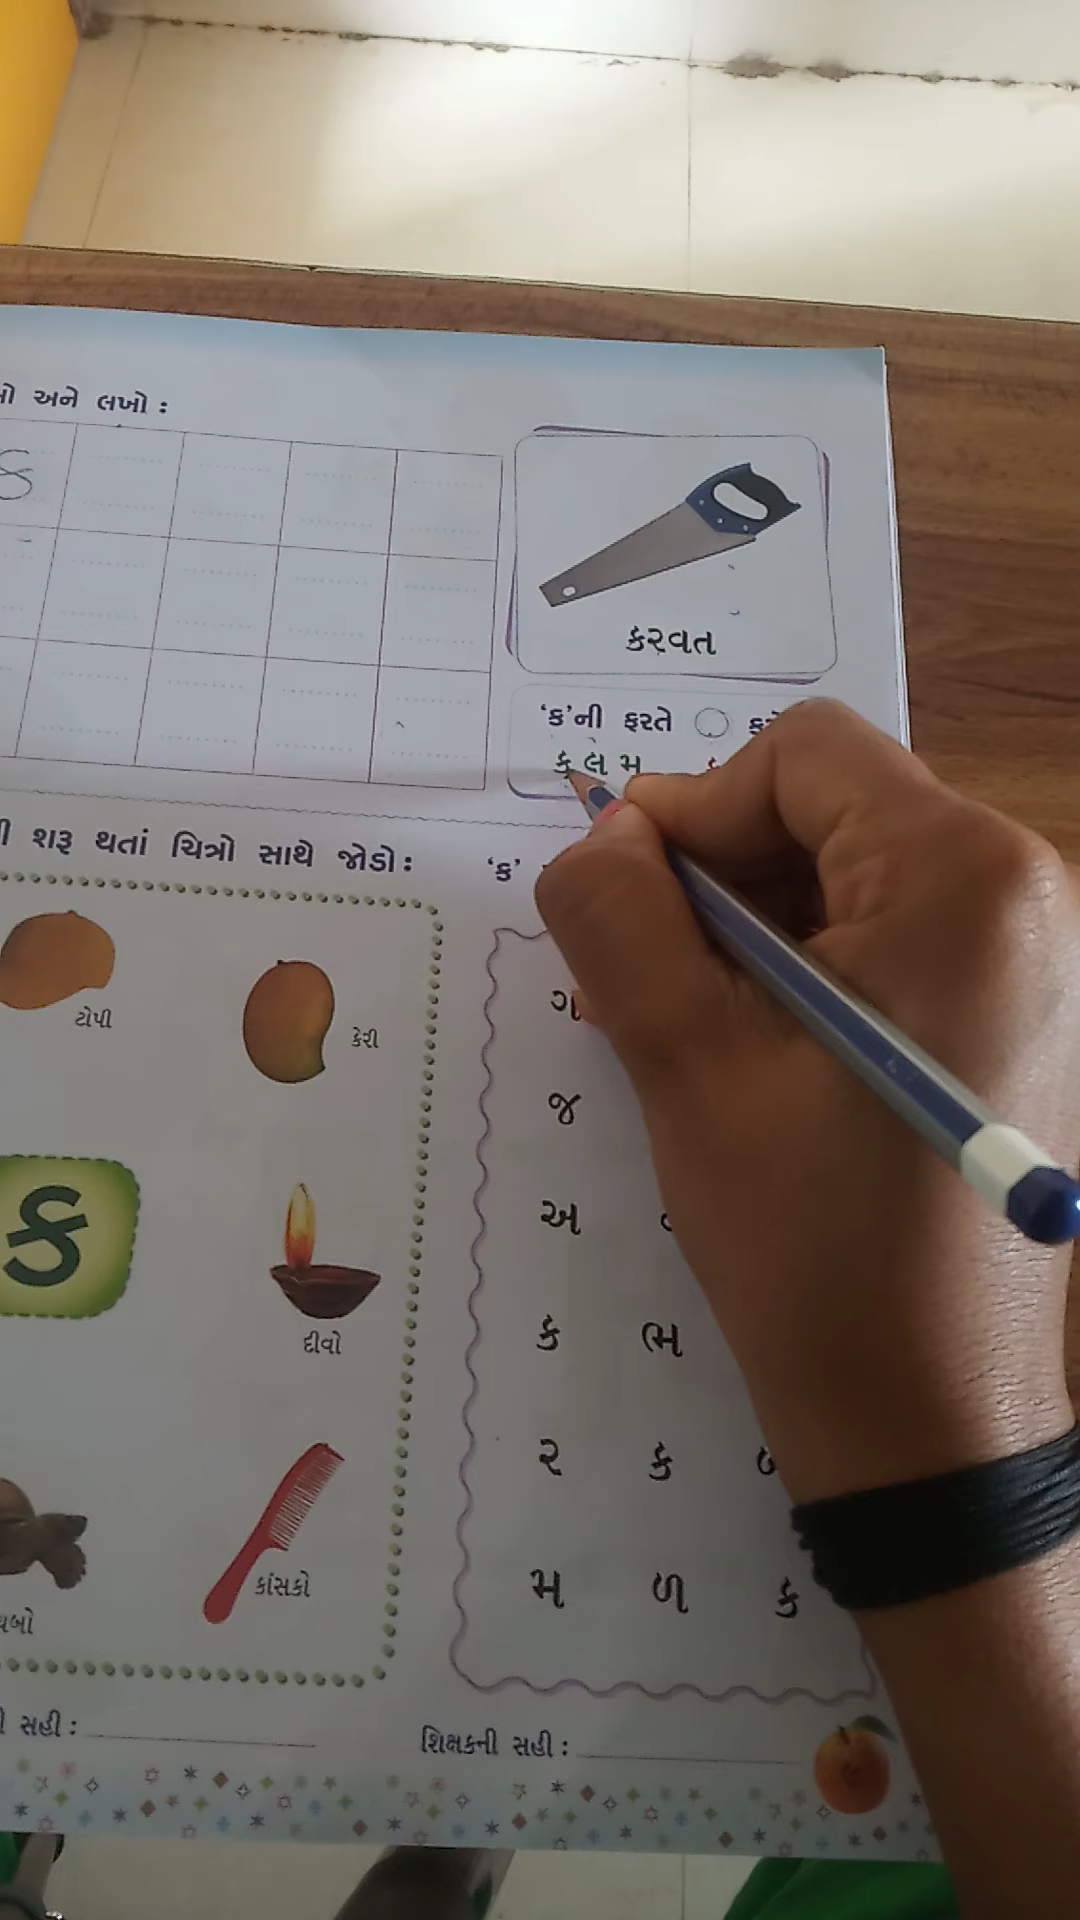 અને લખો :
ક
કરવત
'ક'ની ફરતે
ક લ મ
શરૂ થતાં ચિત્રો સાથે જોડો :
'ક'
ટોપી
કેરી
ગ
જ
અ
ક
દીવો
ક ભ
ર ક
કાંસકો
મ ળ ક
સહી :
શિક્ષકની સહી :